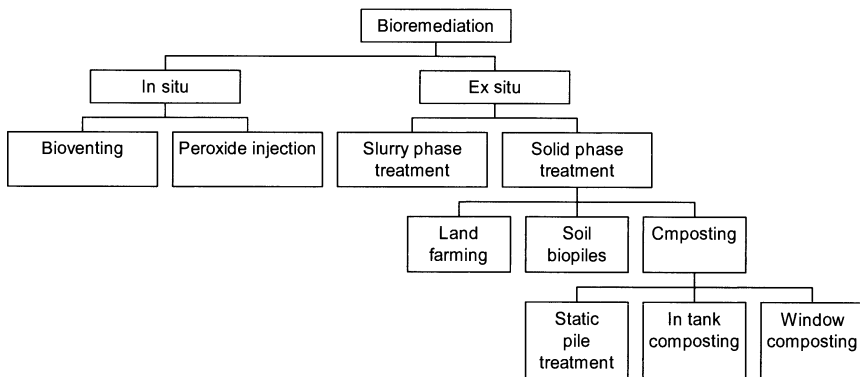 Bioremediation
In situ
Ex situ
Bioventing
Peroxide injection
Slurry phase
treatment
Solid phase
treatment
Land
farming
Soil
biopiles
Cmposting
Static
pile
treatment
In tank
composting
Window
composting